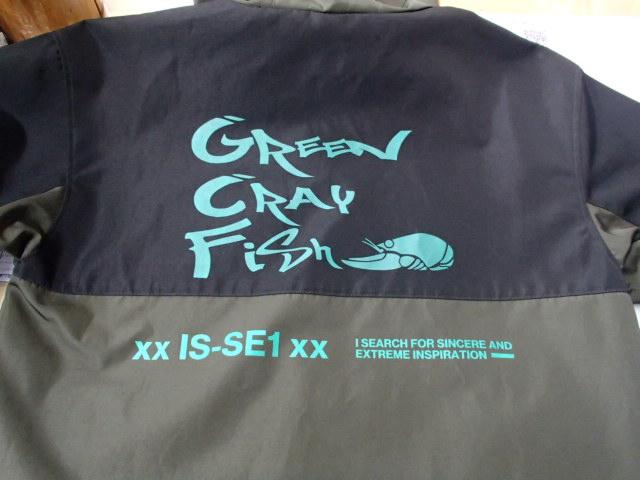 GREEN
CRAY
FiSh
xx IS-SE1 xx
I SEARCH FOR SINCERE AND
EXTREME INSPIRATION